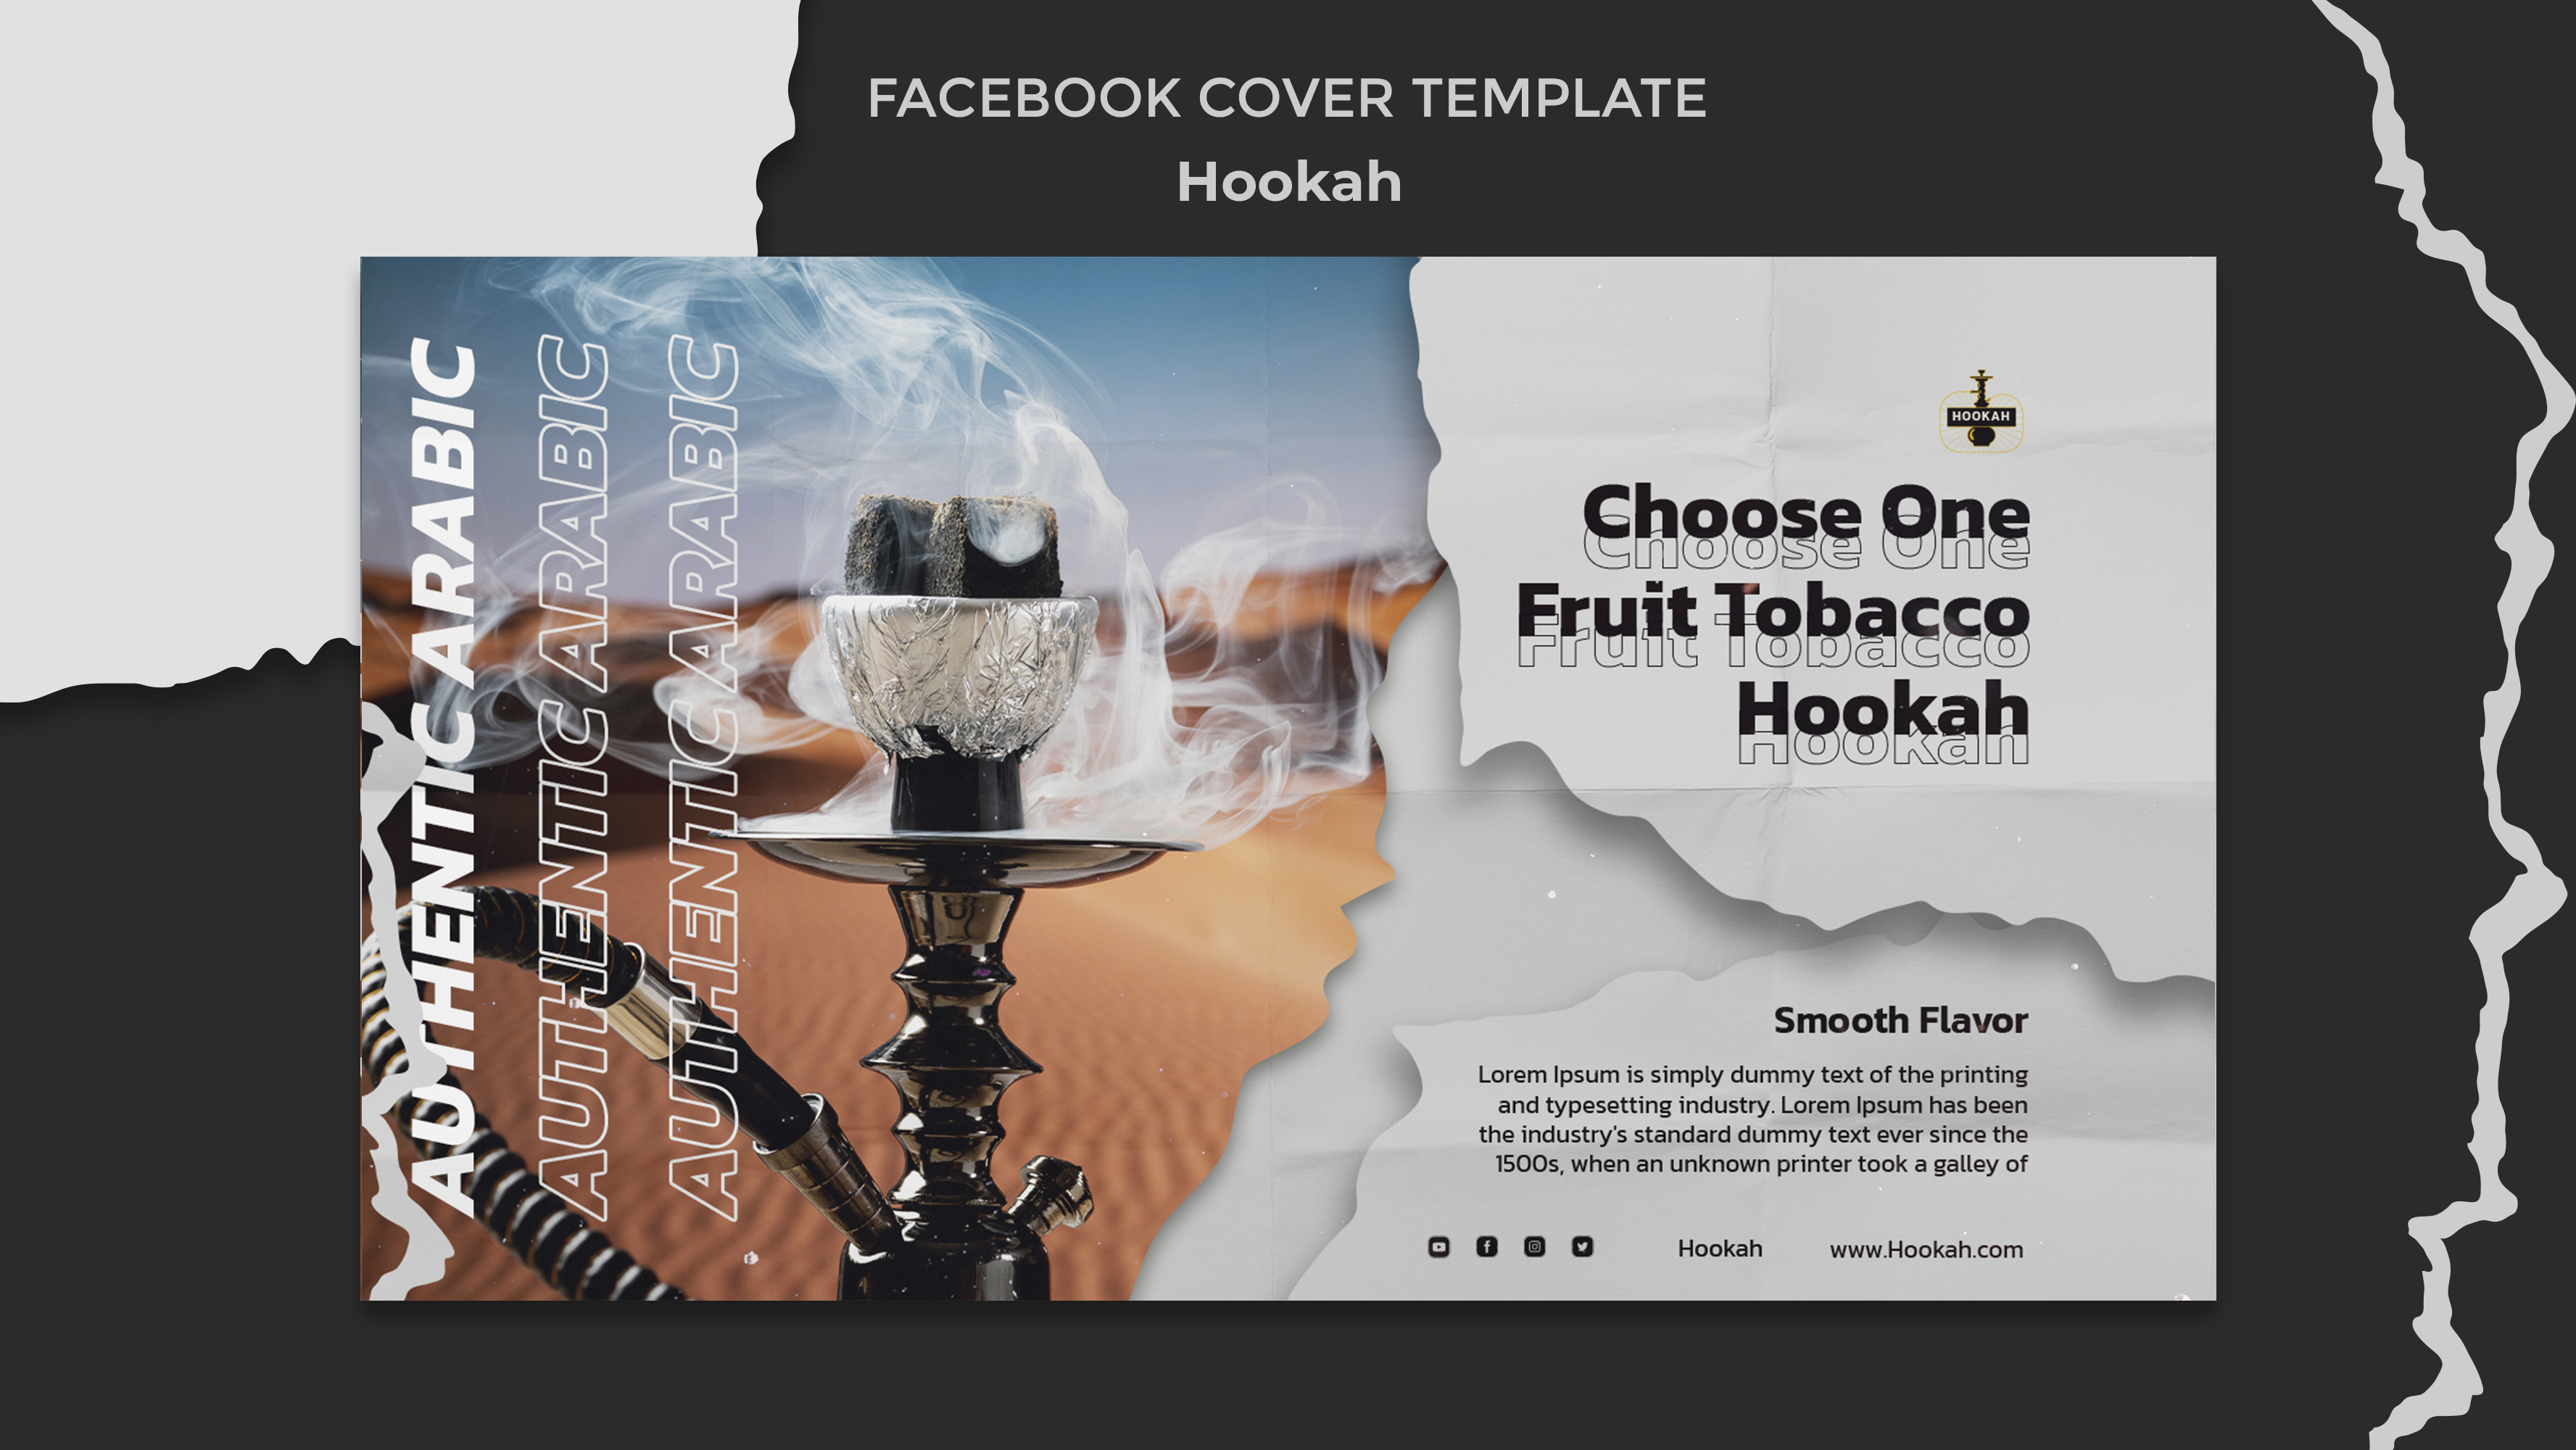 FACEBOOK COVER TEMPLATE
Hookah
AUTHENTIC ARABIC
AUTHENTIC ARABIC
AUTHENTIC ARABIC
HOOKAH
Choose One
Choose One
Fruit Tobacco
Fruit Tobacco
Hookah
Hookah
Smooth Flavor
Lorem Ipsum is simply dummy text of the printing
and typesetting industry. Lorem Ipsum has been
the industry's standard dummy text ever since the
1500s, when an unknown printer took a galley of
Hookah
www.Hookah.com